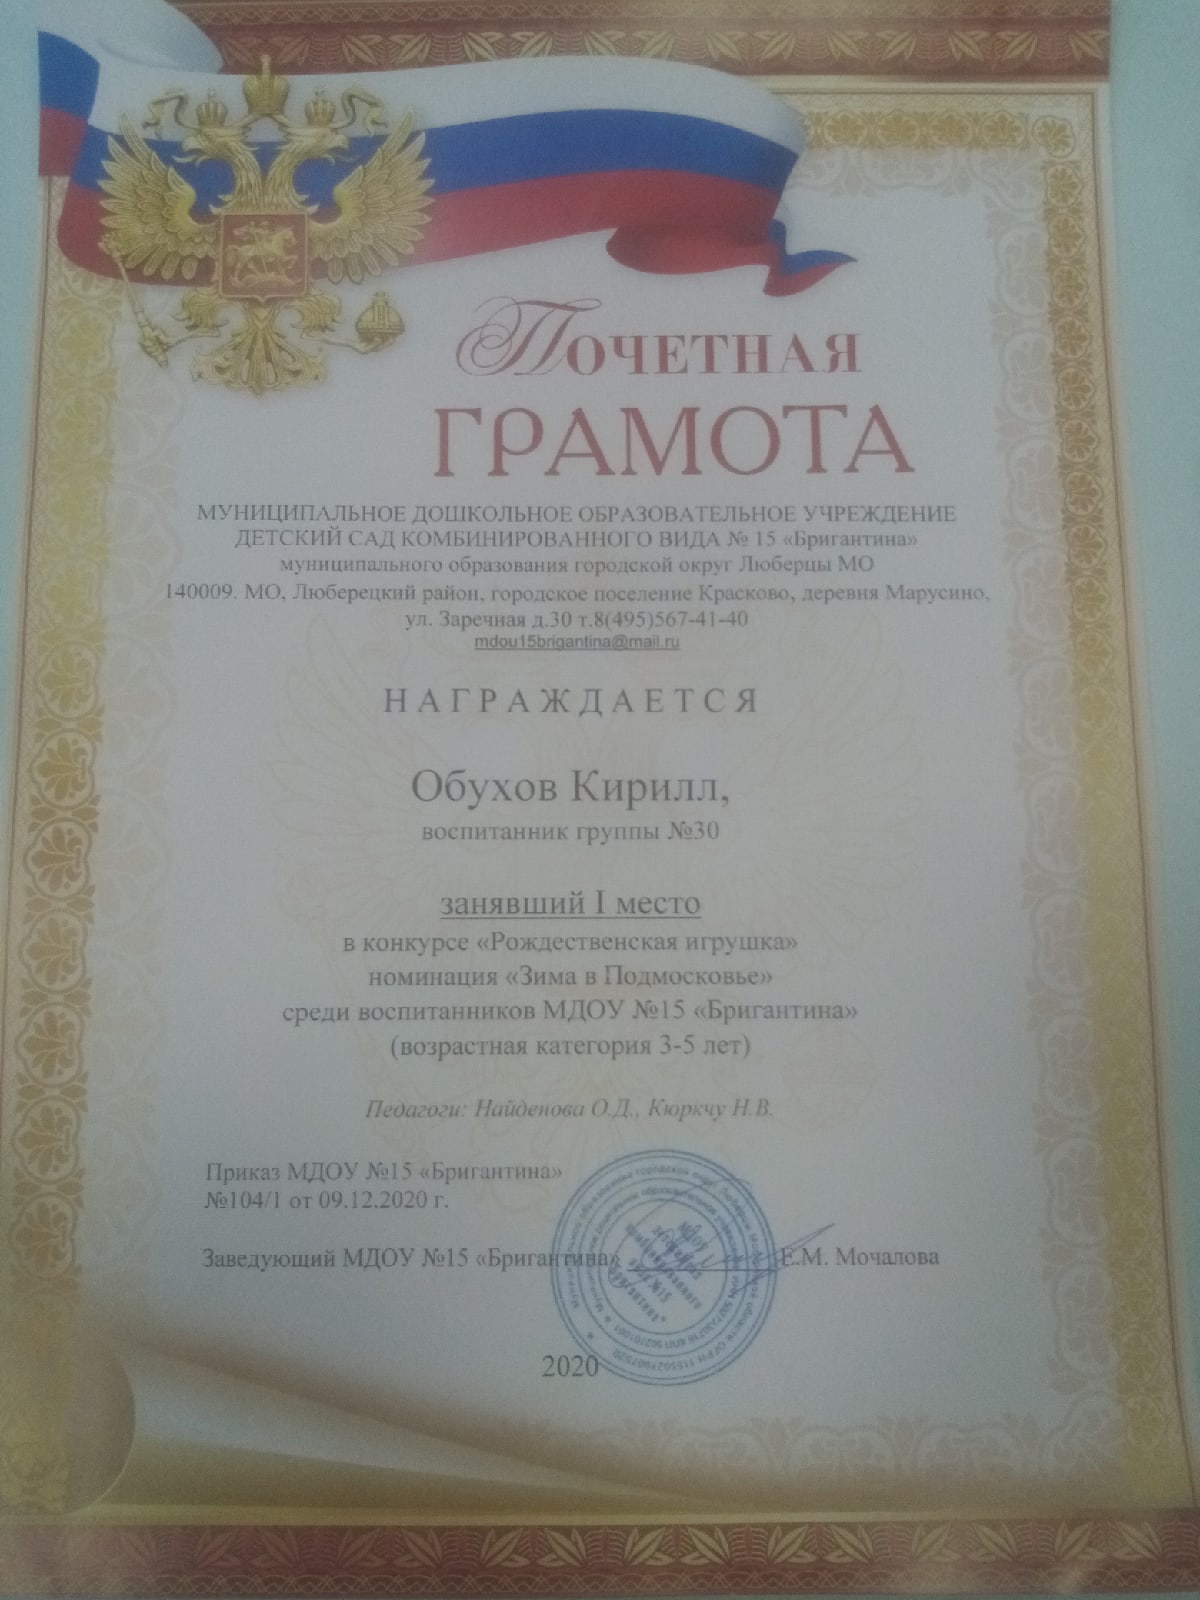 Почетная
ГРАМОТА
МУНИЦИПАЛЬНОЕ ДОШКОЛЬНОЕ ОБРАЗОВАТЕЛЬНОЕ УЧРЕЖДЕНИЕ
ДЕТСКИЙ САД КОМБИНИРОВАННОГО ВИДА № 15 «Бригантина»
муниципального образования городской округ Люберцы МО
140009. МО, Люберецкий район, городское поселение Красково, деревня Марусино,
ул. Заречная д.30 т.8(495)567-41-40
mdou15brigantina@mail.ru
НАГРАЖДАЕТСЯ
Обухов Кирилл,
воспитанник группы №30
занявший I место
в конкурсе «Рождественская игрушка»
номинация «Зима в Подмосковье»
среди воспитанников МДОУ №15 «Бригантина»
(возрастная категория 3-5 лет)
Педагоги: Найденова О.Д., Кюркчу Н.В.
Приказ МДОУ №15 «Бригантина»
№104/1 от 09.12.2020 г.
Заведующий МДОУ №15 «Бригантина» Е.М. Мочалова
2020